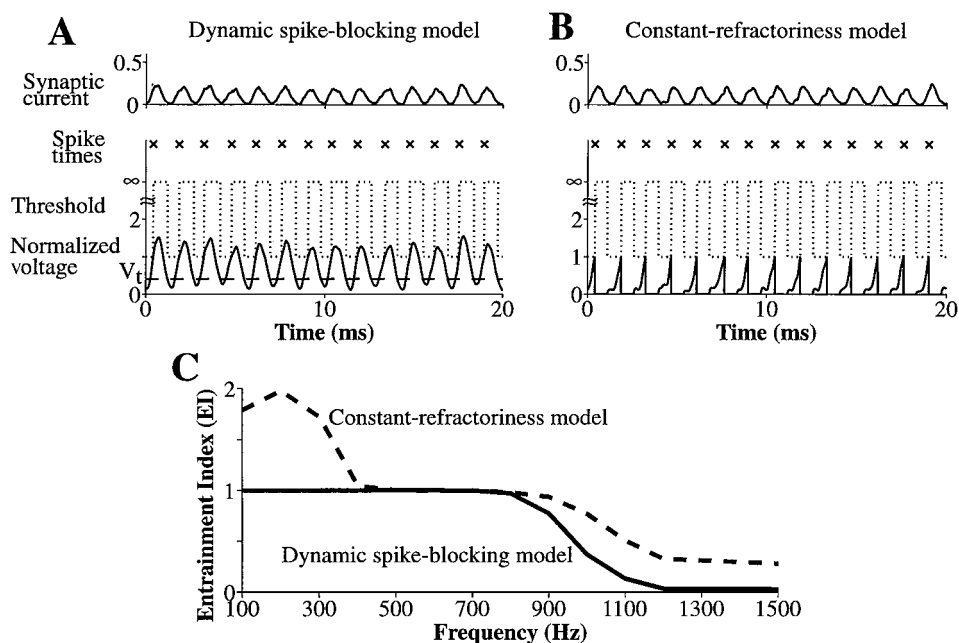 A
Dynamic spike-blocking model
B
Constant-refractoriness model
0.5
Synaptic
current
0
0.5
0
Spike
times
× × × × × × × × × × × × × ×
× × × × × × × × × × × × ×
∞
Threshold
≈
2
Normalized
voltage
1
V_t
0
0 10 20
Time (ms)
∞
≈
2
1
0
0 10 20
Time (ms)
C
2
Constant-refractoriness model
Entrainment Index (EI)
1
Dynamic spike-blocking model
0
100 300 500 700 900 1100 1300 1500
Frequency (Hz)